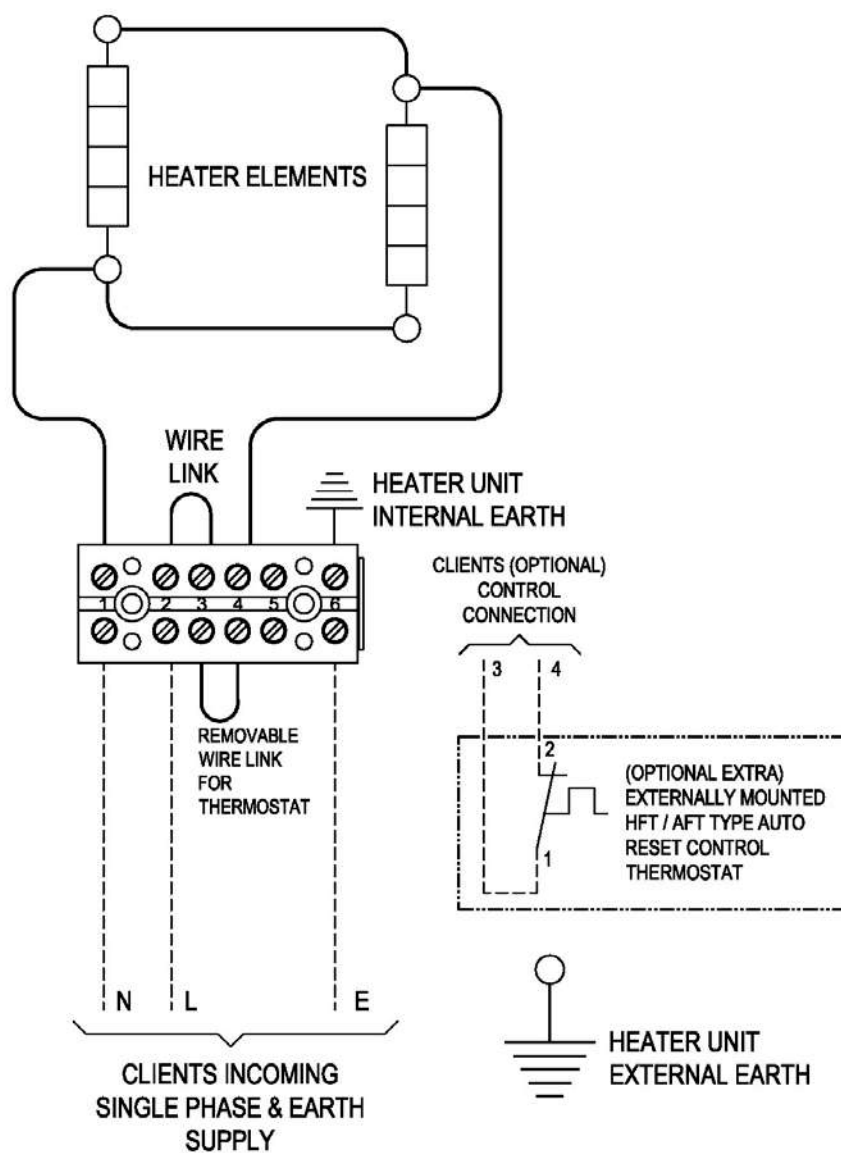 HEATER ELEMENTS
WIRE
LINK
HEATER UNIT
INTERNAL EARTH
1 2 3 4 5 6
REMOVABLE
WIRE LINK
FOR
THERMOSTAT
CLIENTS (OPTIONAL)
CONTROL
CONNECTION
3 4
2
1
(OPTIONAL EXTRA)
EXTERNALLY MOUNTED
HFT / AFT TYPE AUTO
RESET CONTROL
THERMOSTAT
N L E
CLIENTS INCOMING
SINGLE PHASE & EARTH
SUPPLY
HEATER UNIT
EXTERNAL EARTH